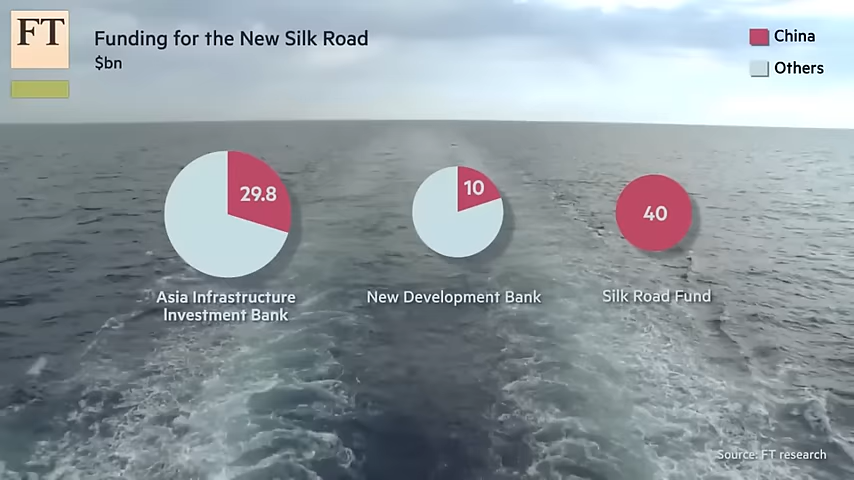 FT
Funding for the New Silk Road
$bn
China
Others
29.8
10
40
Asia Infrastructure
Investment Bank
New Development Bank
Silk Road Fund
Source: FT research